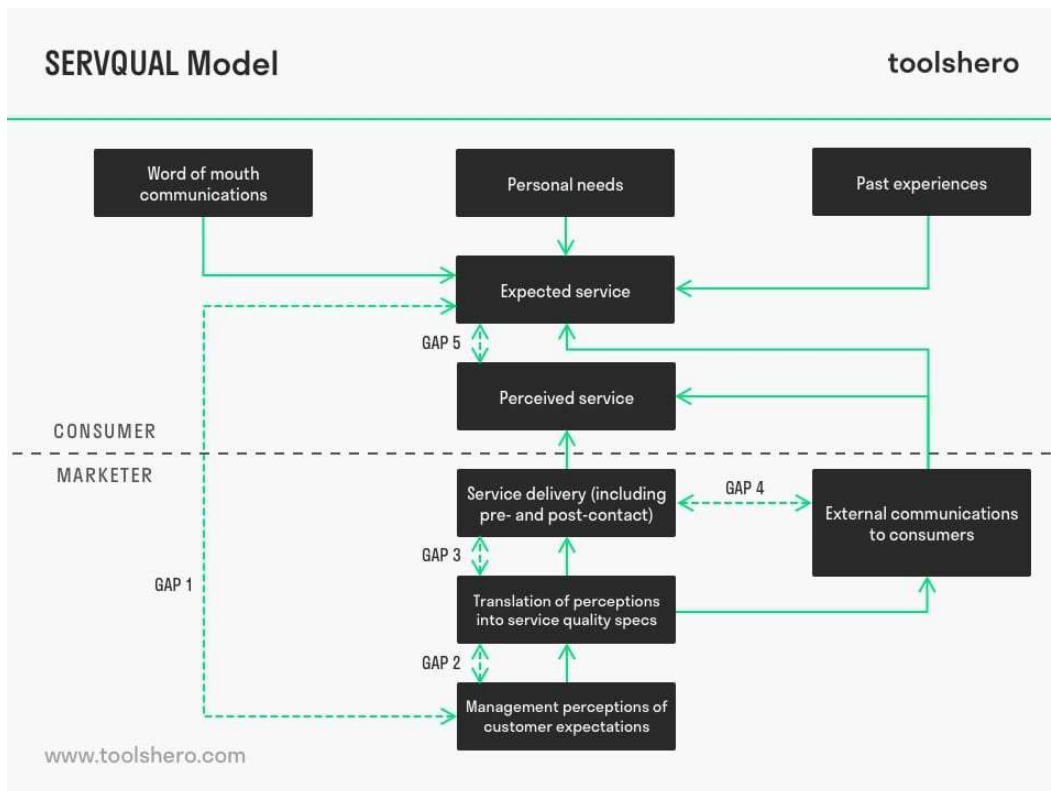 SERVQUAL Model
toolshero
Word of mouth
communications
Personal needs
Past experiences
Expected service
GAP 5
Perceived service
CONSUMER
MARKETER
Service delivery (including
pre- and post-contact)
GAP 4
External communications
to consumers
GAP 3
GAP 1
Translation of perceptions
into service quality specs
GAP 2
Management perceptions of
customer expectations
www.toolshero.com